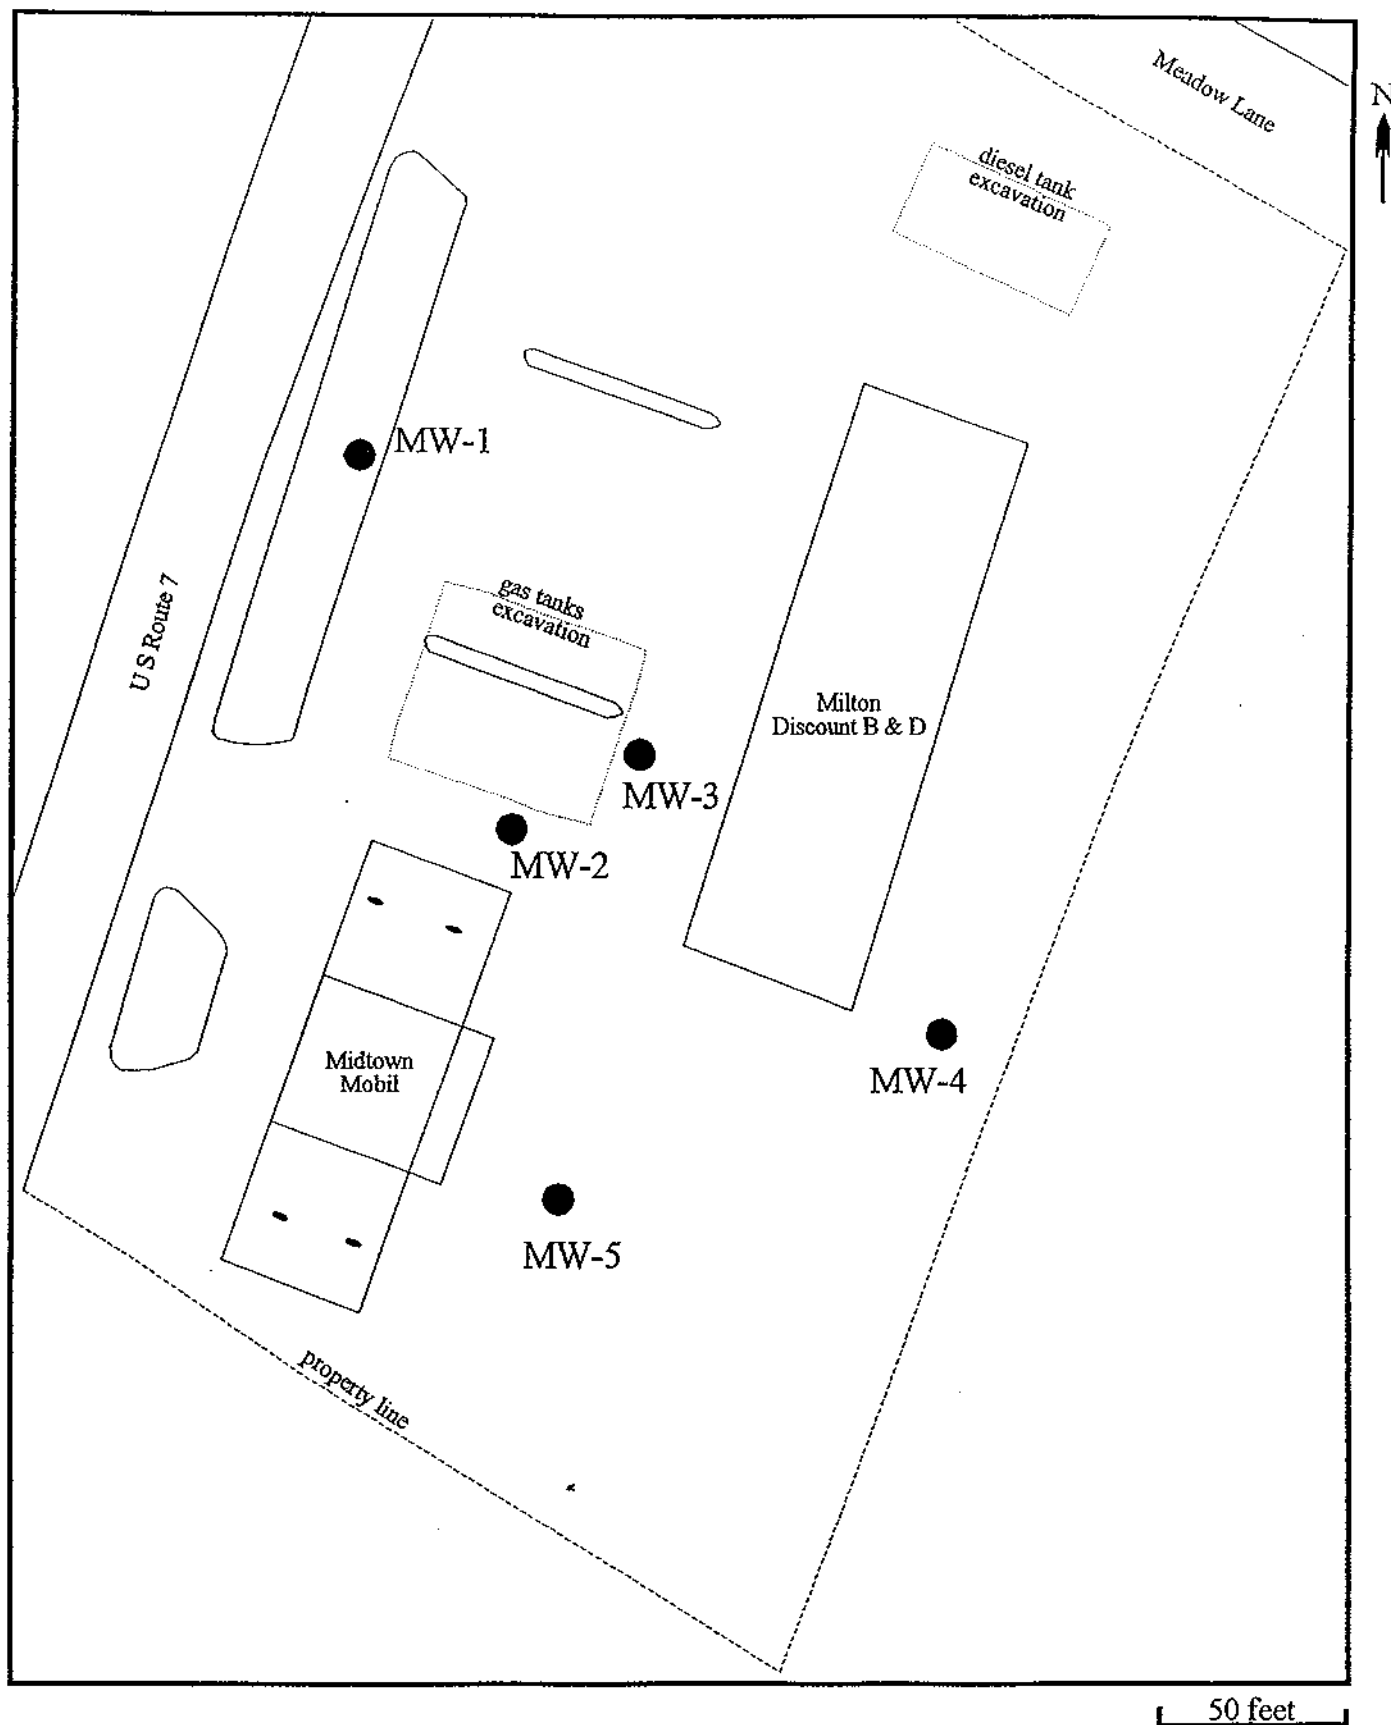 Meadow Lane
N
diesel tank
excavation
MW-1
gas tanks
excavation
U S Route 7
Milton
Discount B & D
MW-3
MW-2
Midtown
Mobil
MW-4
MW-5
property line
50 feet